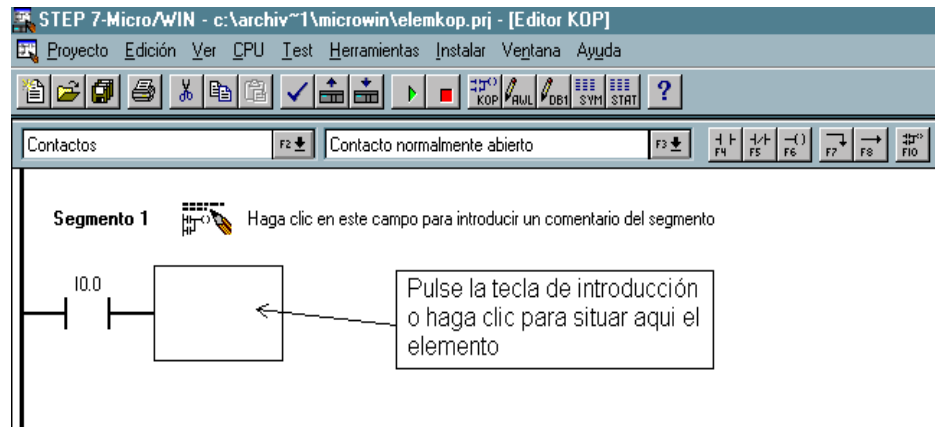 STEP 7-Micro/WIN - c:\archiv~1\microwin\elemkop.prj - [Editor KOP]
Proyecto Edición Ver CPU Test Herramientas Instalar Ventana Ayuda
KOP AWL DB1 SYM STAT ?
Contactos F2 Contacto normalmente abierto F3 F4 F5 F6 F7 F8 F10
Segmento 1 Haga clic en este campo para introducir un comentario del segmento
I0.0
Pulse la tecla de introducción
o haga clic para situar aqui el
elemento